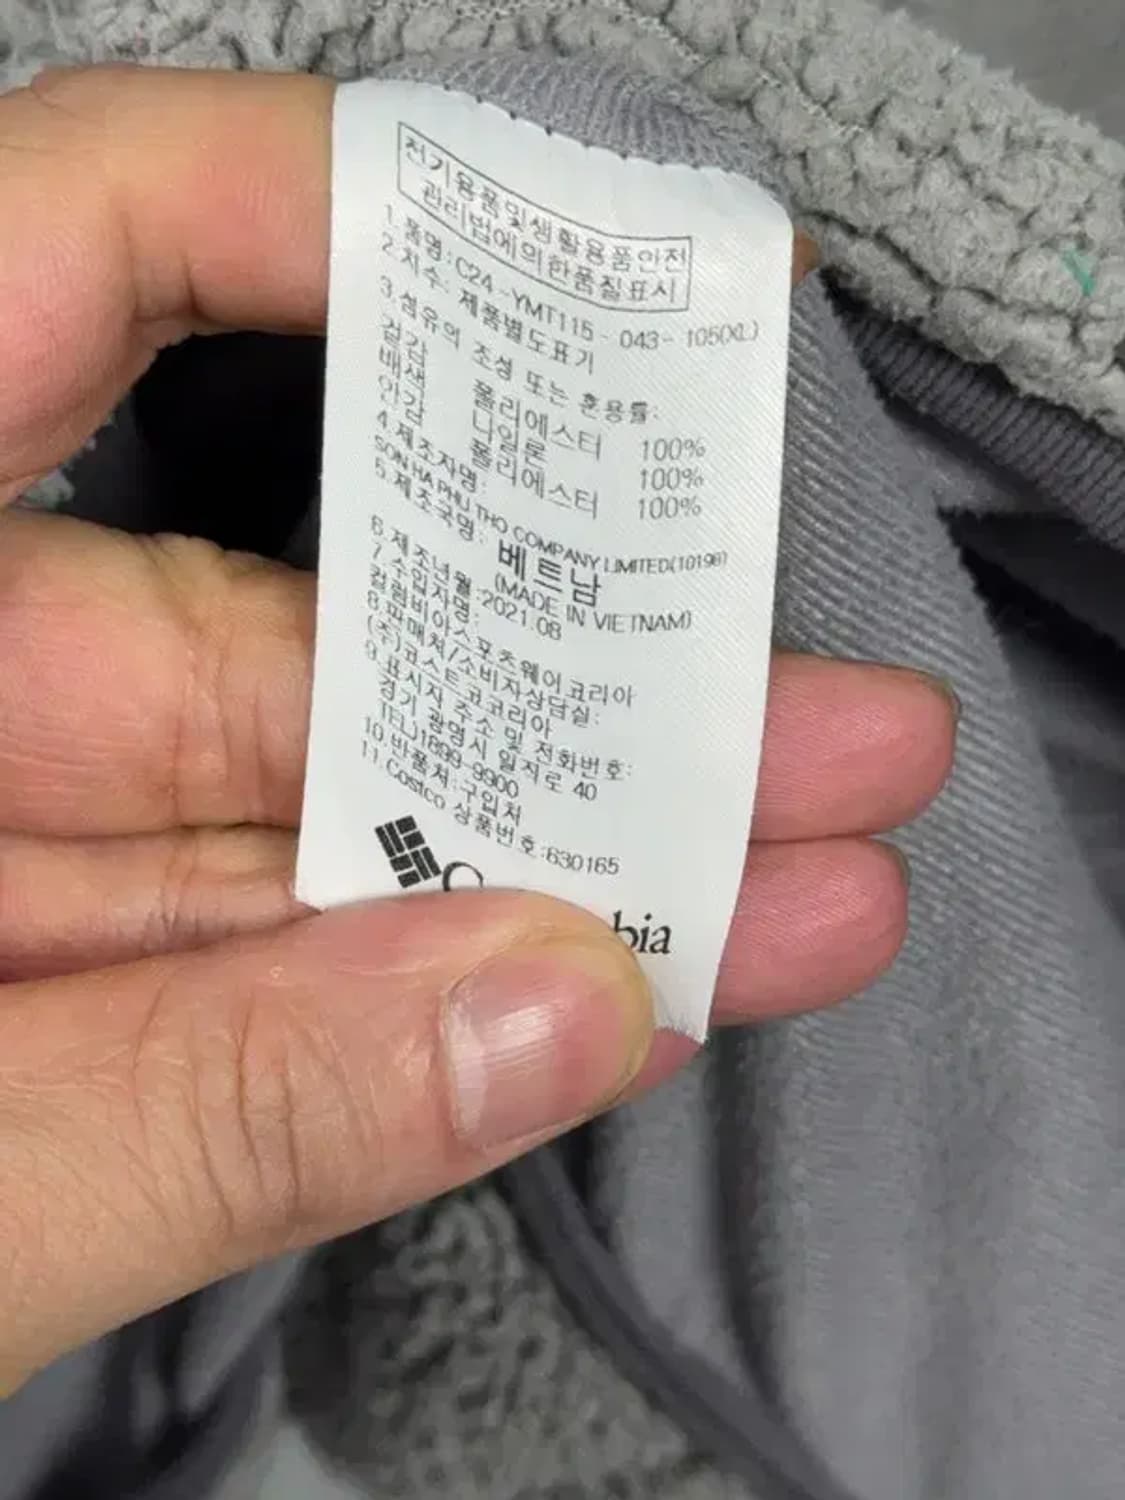 전기용품및생활용품안전
관리법에의한품질표시
1. 품명: C24-YMT115-043-105(XL)
2. 치수: 제품별도표기
3. 섬유의 조성 또는 혼용률:
겉감 폴리에스터 100%
배색 나일론 100%
안감 폴리에스터 100%
4. 제조자명:
SON HA PHU THO COMPANY LIMITED(10196)
5. 제조국명: 베트남
(MADE IN VIETNAM)
6. 제조년월:2021.08
7. 수입자명:
컬럼비아스포츠웨어코리아
8. 판매처/소비자상담실:
(주)코스트코코리아
9. 표시자 주소 및 전화번호:
경기 광명시 일직로 40
TEL)1899-9900
10. 반품처:구입처
11. Costco 상품번호:630165